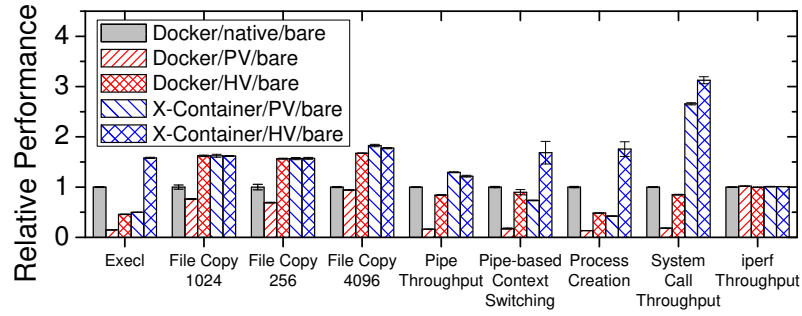 Relative Performance
4
3
2
1
0
Docker/native/bare
Docker/PV/bare
Docker/HV/bare
X-Container/PV/bare
X-Container/HV/bare
Execl
File Copy
1024
File Copy
256
File Copy
4096
Pipe
Throughput
Pipe-based
Context
Switching
Process
Creation
System
Call
Throughput
iperf
Throughput